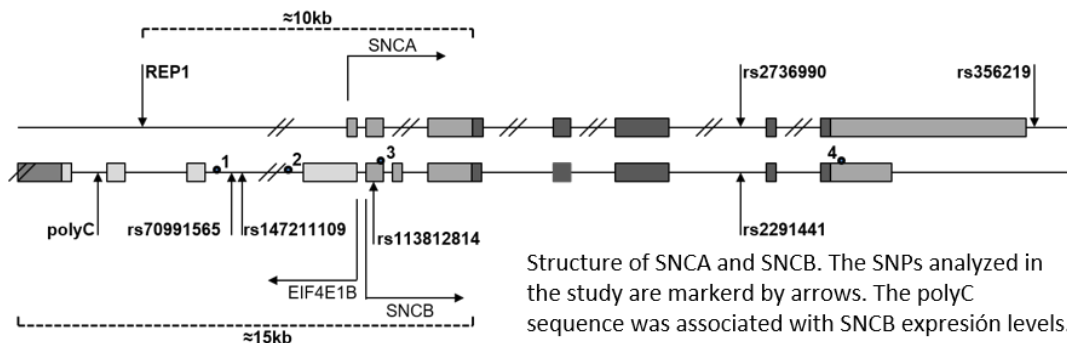 ≈10kb
SNCA
REP1
rs2736990
rs356219
1
2
3
4
polyC
rs70991565
rs147211109
rs113812814
rs2291441
EIF4E1B
SNCB
≈15kb
Structure of SNCA and SNCB. The SNPs analyzed in
the study are markerd by arrows. The polyC
sequence was associated with SNCB expresión levels.